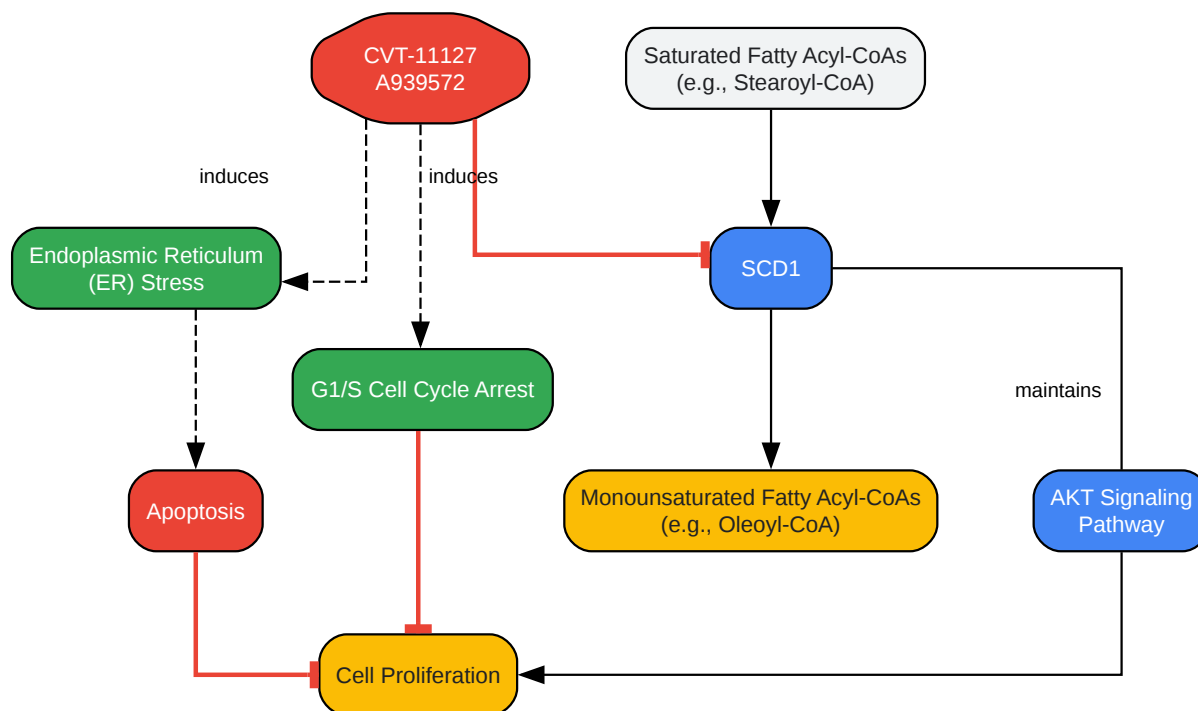 CVT-11127
A939572
Saturated Fatty Acyl-CoAs
(e.g., Stearoyl-CoA)
induces
induces
Endoplasmic Reticulum
(ER) Stress
SCD1
G1/S Cell Cycle Arrest
maintains
Apoptosis
Monounsaturated Fatty Acyl-CoAs
(e.g., Oleoyl-CoA)
AKT Signaling
Pathway
Cell Proliferation